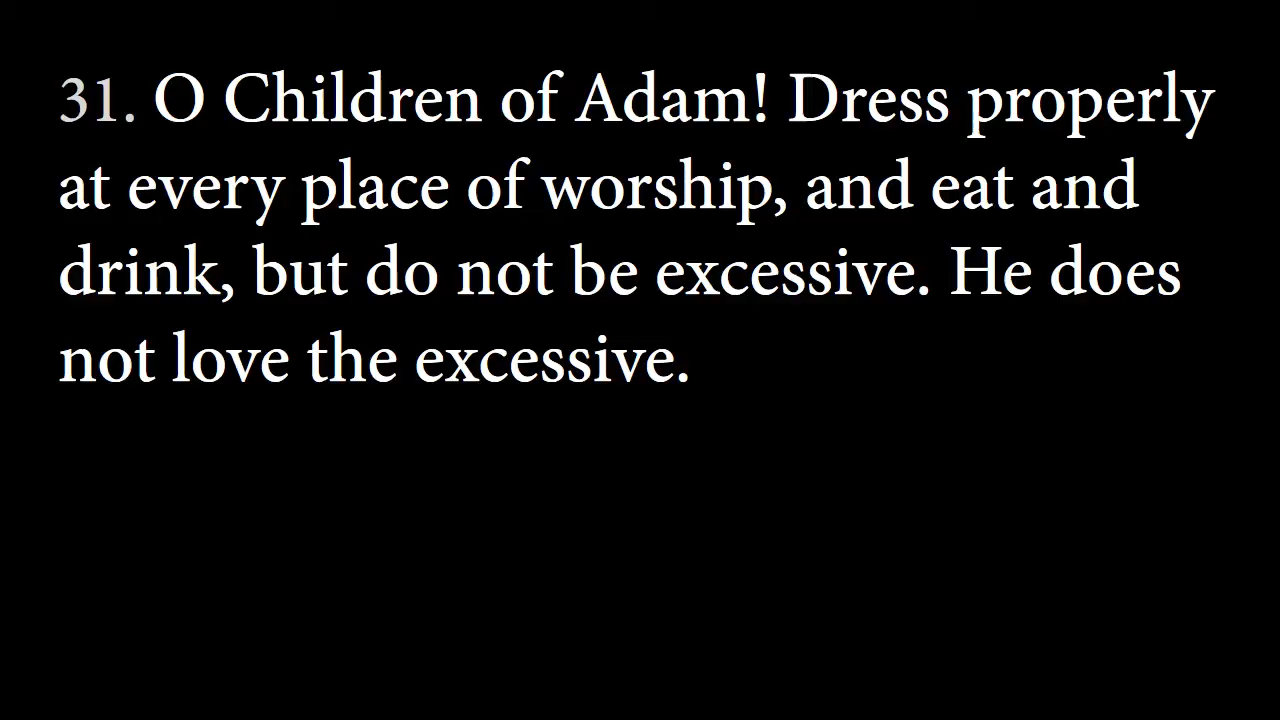 31. O Children of Adam! Dress properly
at every place of worship, and eat and
drink, but do not be excessive. He does
not love the excessive.